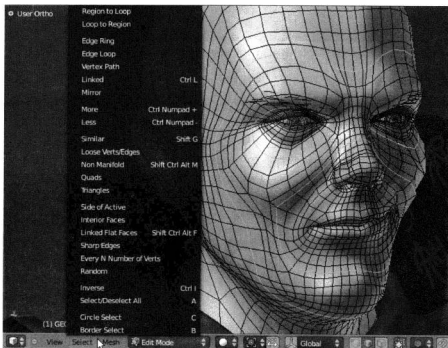 User Ortho
Region to Loop
Loop to Region
Edge Ring
Edge Loop
Vertex Path
Linked Ctrl L
Mirror
More Ctrl Numpad +
Less Ctrl Numpad -
Similar Shift G
Loose Verts/Edges
Non Manifold Shift Ctrl Alt M
Quads
Triangles
Side of Active
Interior Faces
Linked Flat Faces Shift Ctrl Alt F
Sharp Edges
Every N Number of Verts
Random
Inverse Ctrl I
Select/Deselect All A
Circle Select C
Border Select B
(1) GEO
View Select Mesh Edit Mode Global